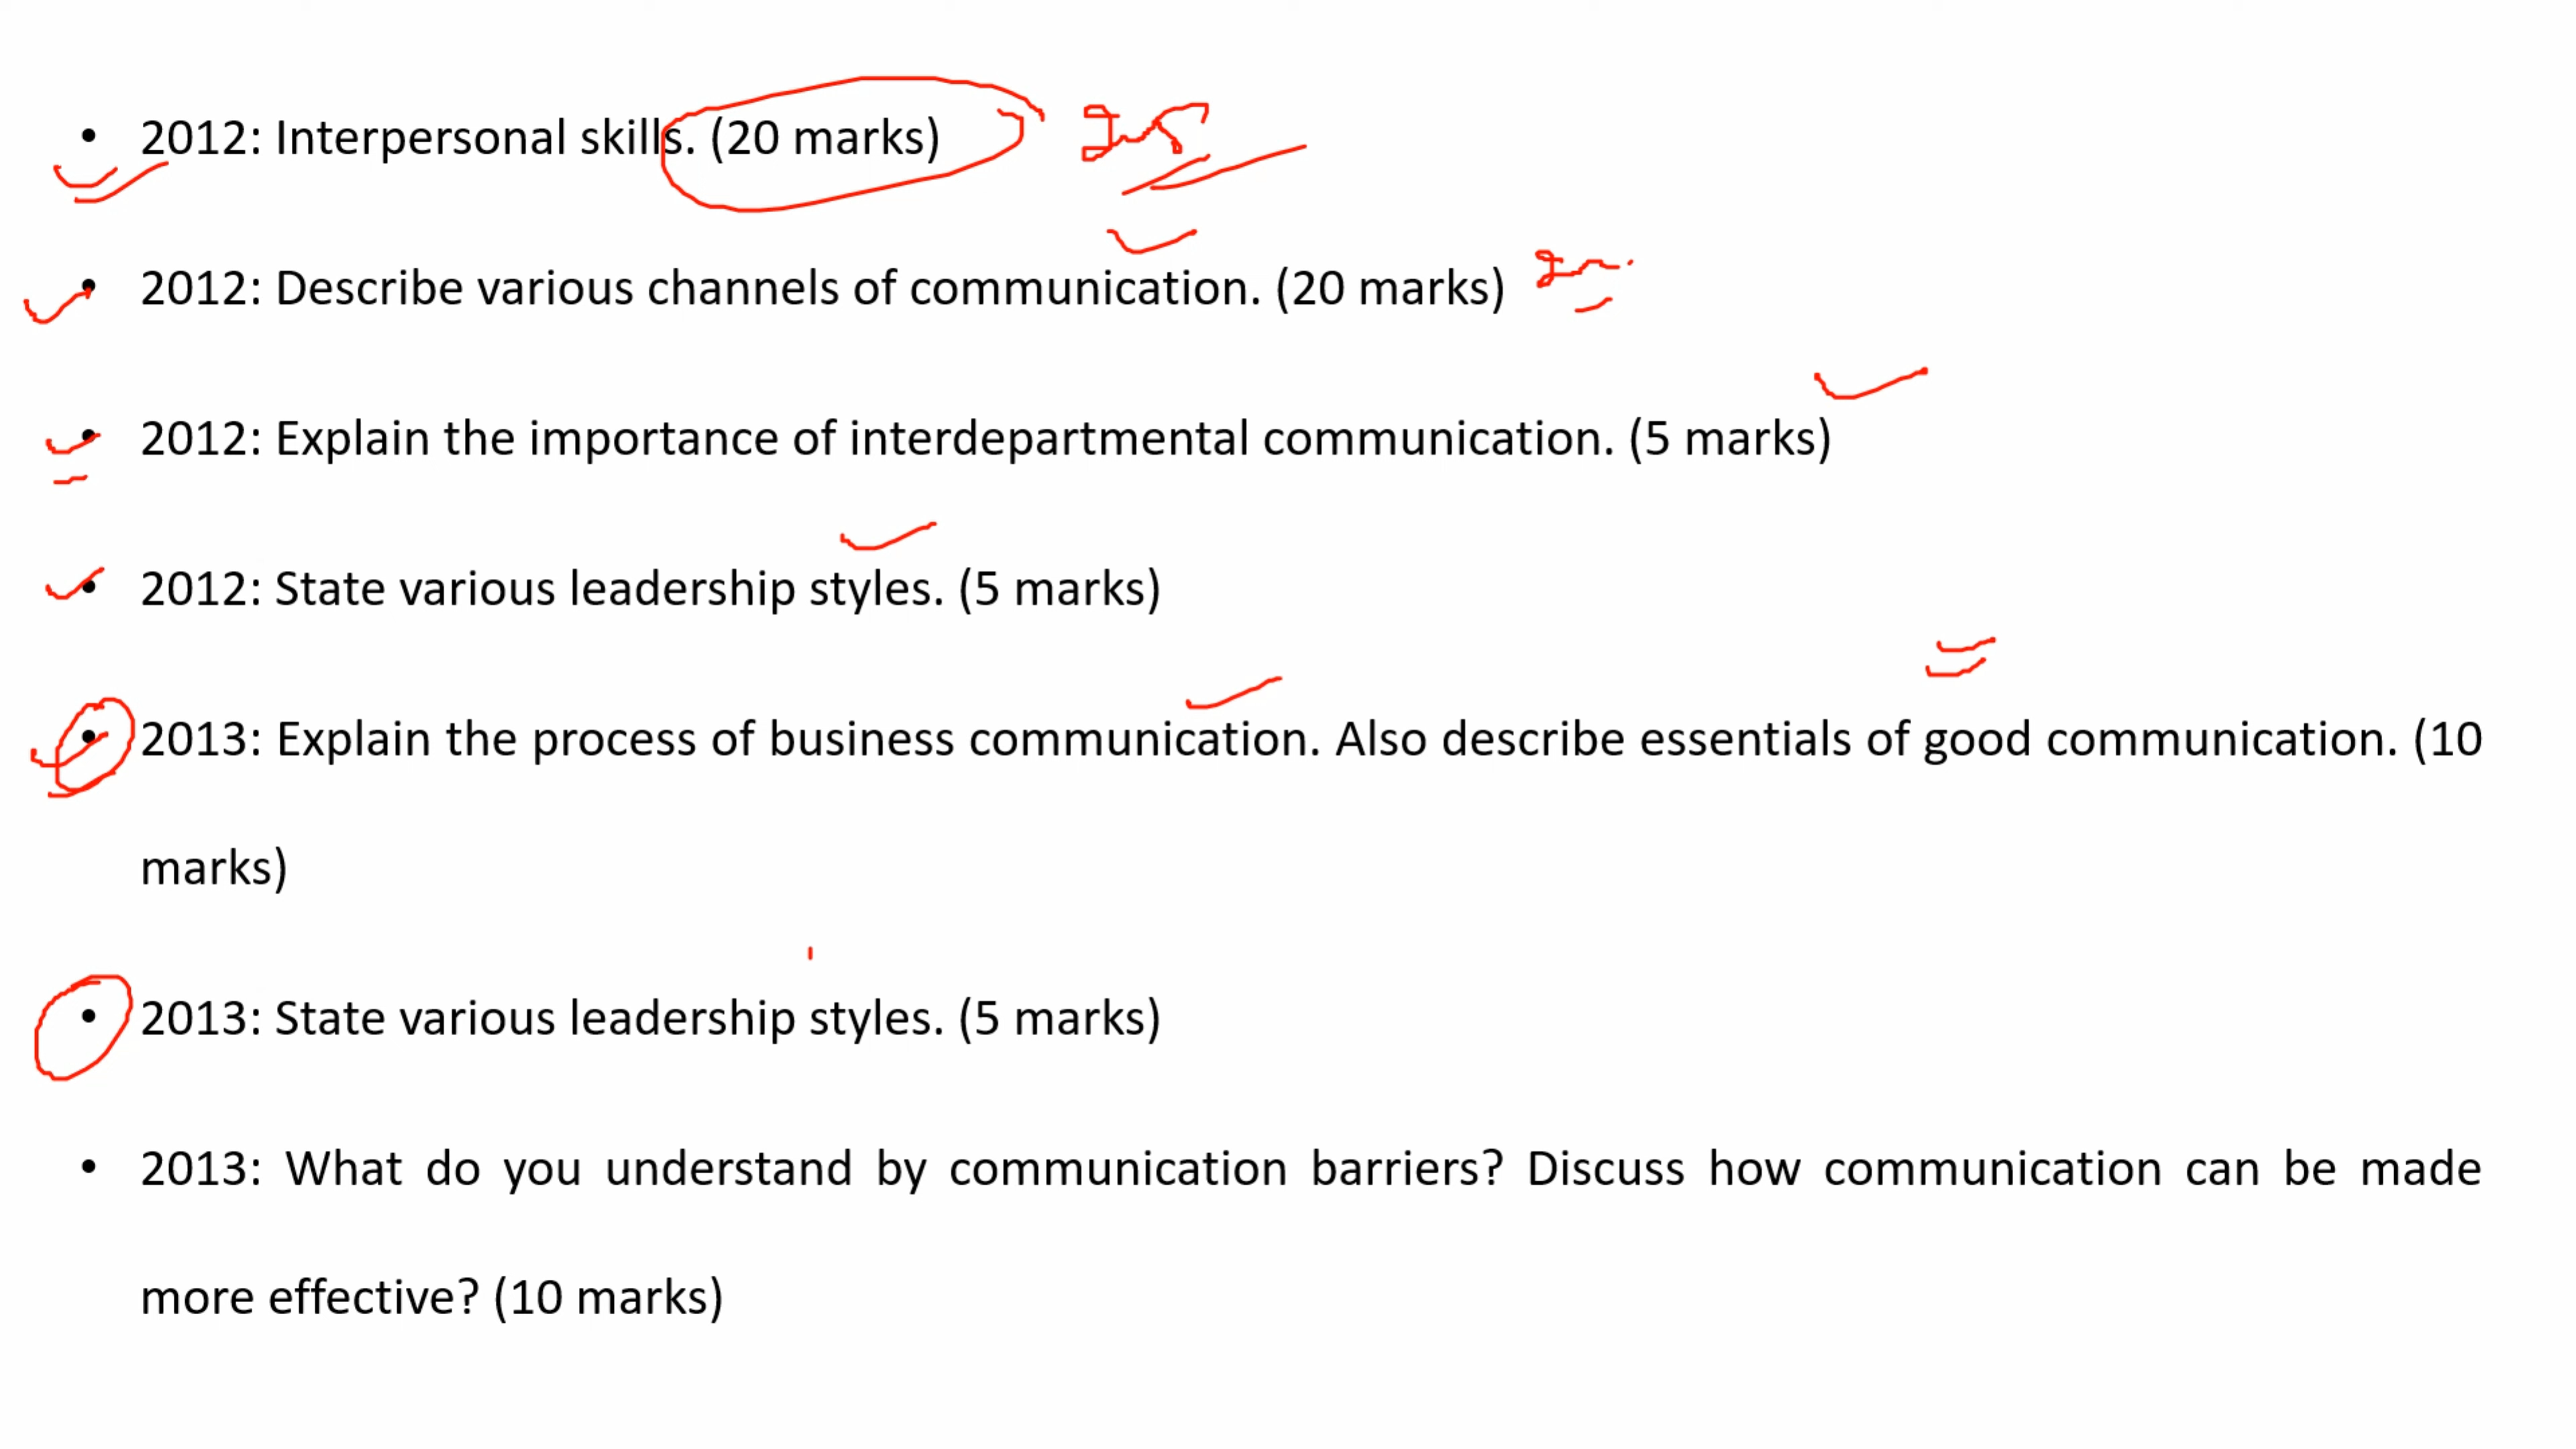 • 2012: Interpersonal skills. (20 marks)
• 2012: Describe various channels of communication. (20 marks)
• 2012: Explain the importance of interdepartmental communication. (5 marks)
• 2012: State various leadership styles. (5 marks)
• 2013: Explain the process of business communication. Also describe essentials of good communication. (10
marks)
• 2013: State various leadership styles. (5 marks)
• 2013: What do you understand by communication barriers? Discuss how communication can be made
more effective? (10 marks)